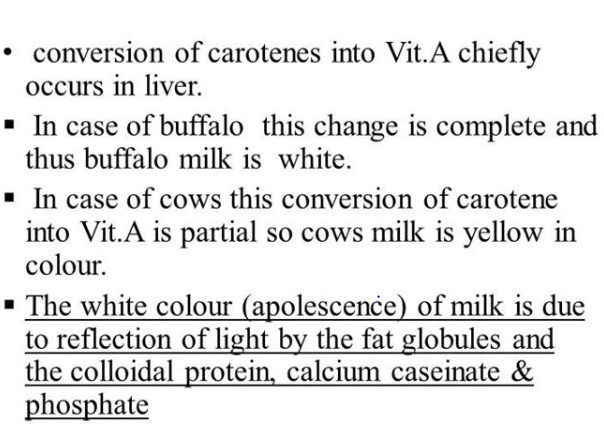 • conversion of carotenes into Vit.A chiefly
occurs in liver.
▪ In case of buffalo this change is complete and
thus buffalo milk is white.
▪ In case of cows this conversion of carotene
into Vit.A is partial so cows milk is yellow in
colour.
▪ The white colour (apolescence) of milk is due
to reflection of light by the fat globules and
the colloidal protein, calcium caseinate &
phosphate